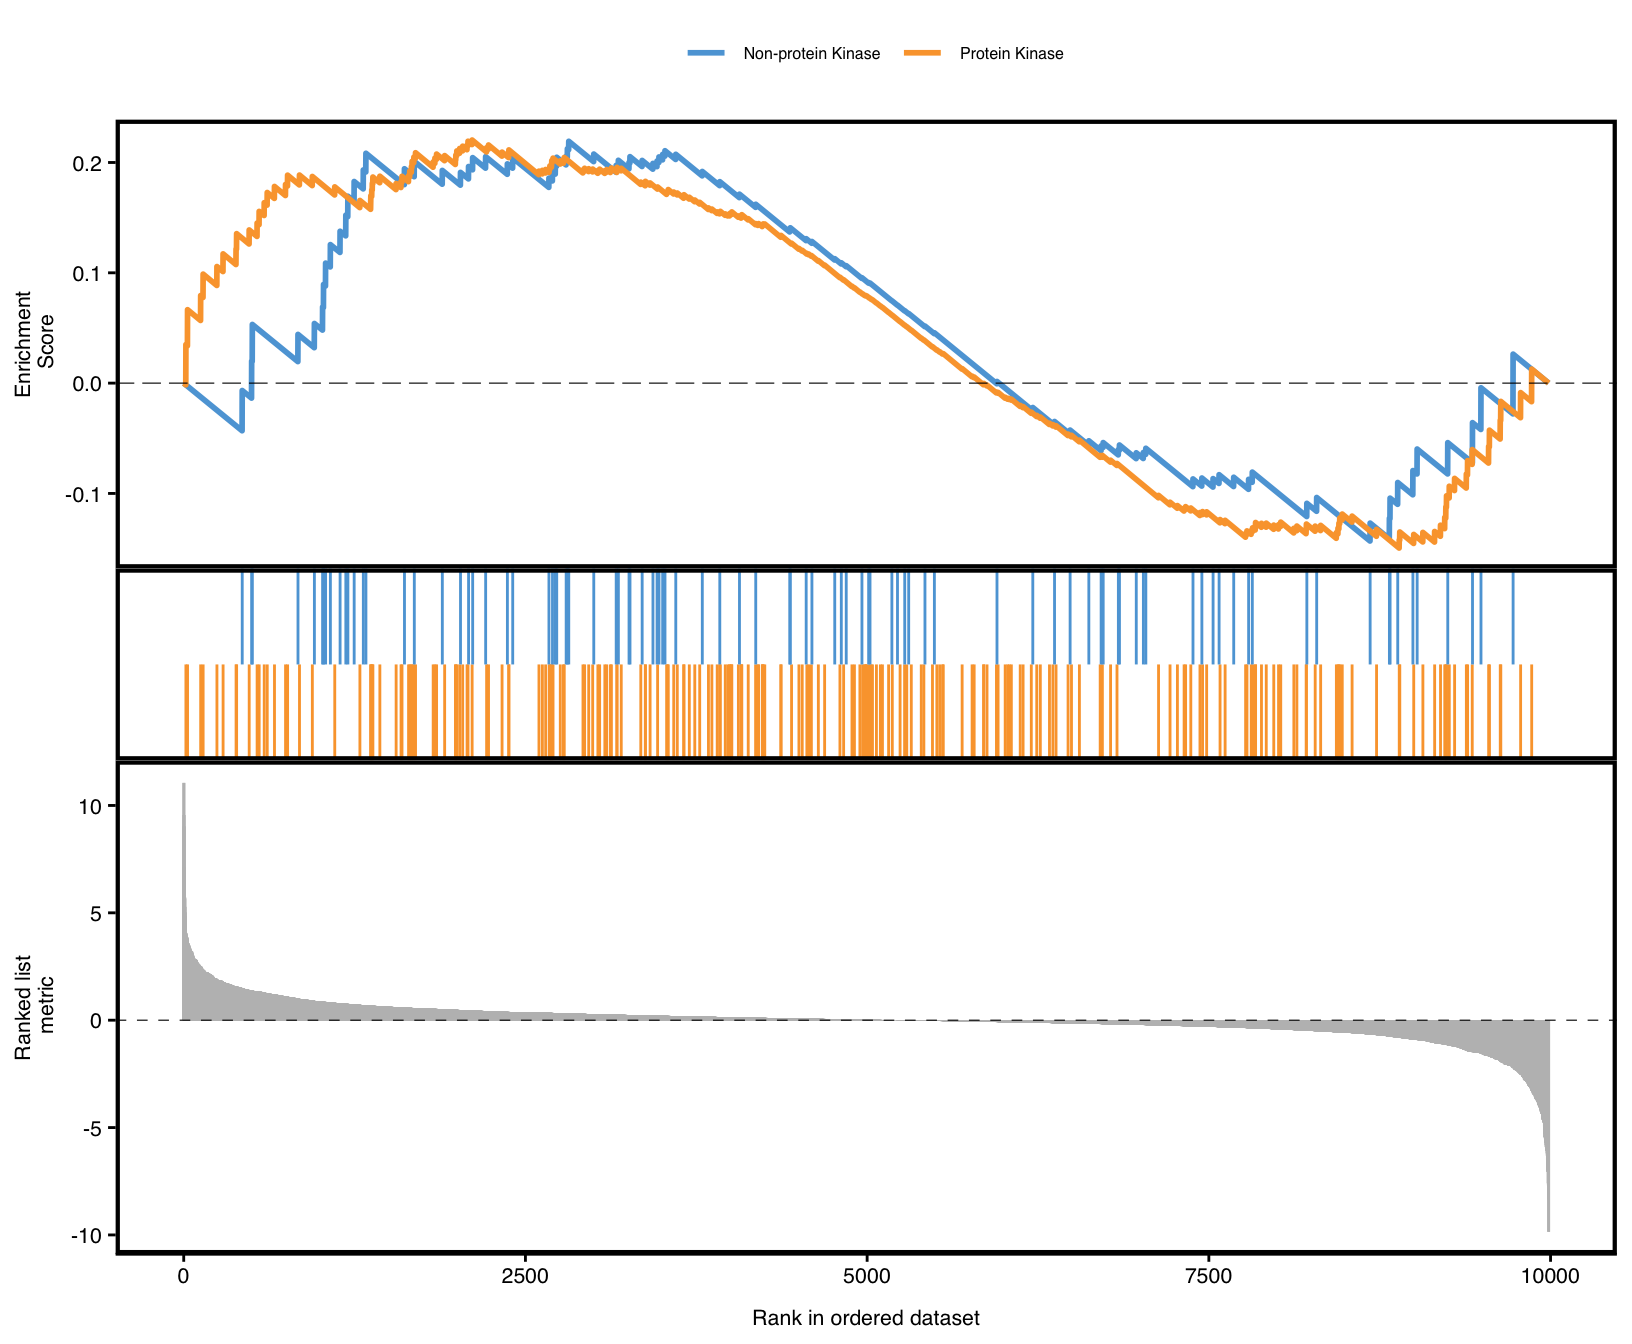 Non-protein Kinase
Protein Kinase
Enrichment
Score
0.2
0.1
0.0
-0.1
Ranked list
metric
10
5
0
-5
-10
0
2500
5000
7500
10000
Rank in ordered dataset